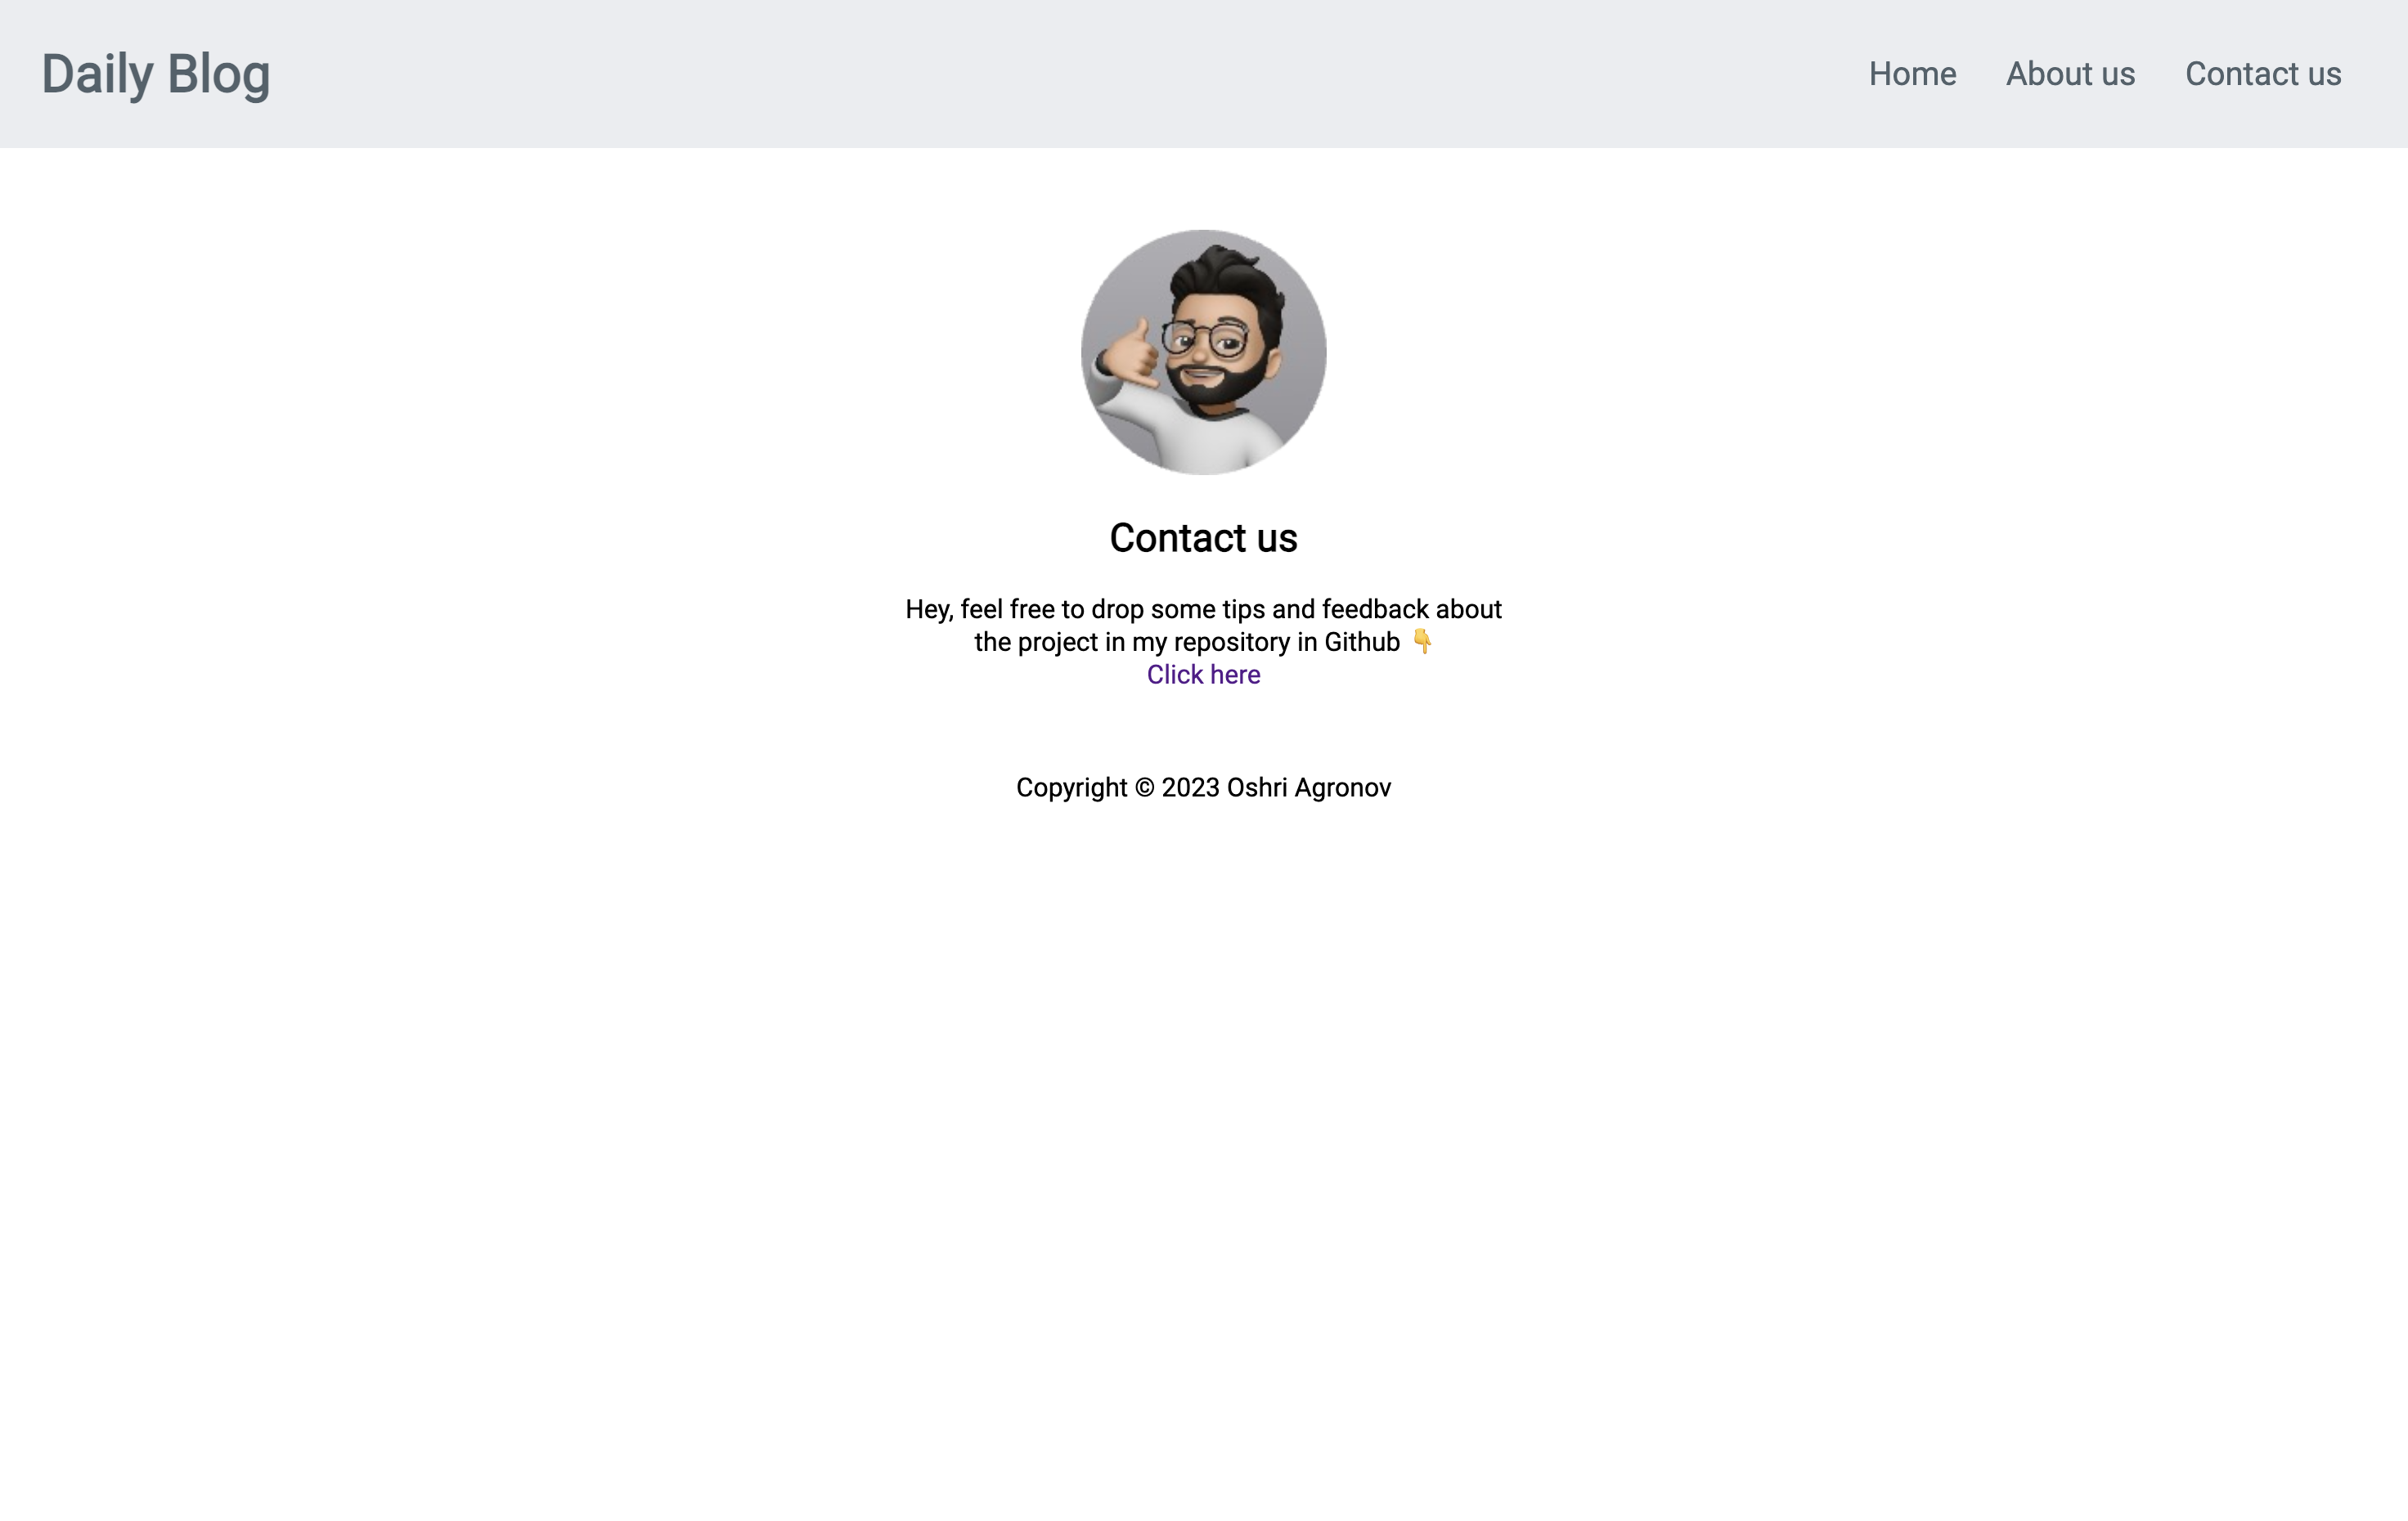 Daily Blog
Home About us Contact us
Contact us
Hey, feel free to drop some tips and feedback about
the project in my repository in Github 👇
Click here
Copyright © 2023 Oshri Agronov